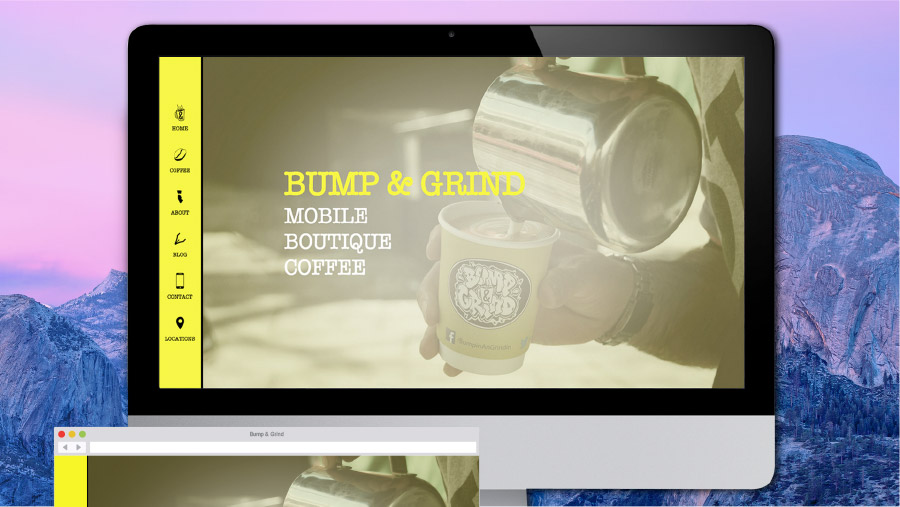 HOME
COFFEE
ABOUT
BLOG
CONTACT
LOCATIONS
BUMP & GRIND
MOBILE
BOUTIQUE
COFFEE
BUMP
&
GRIND
Bump & Grind